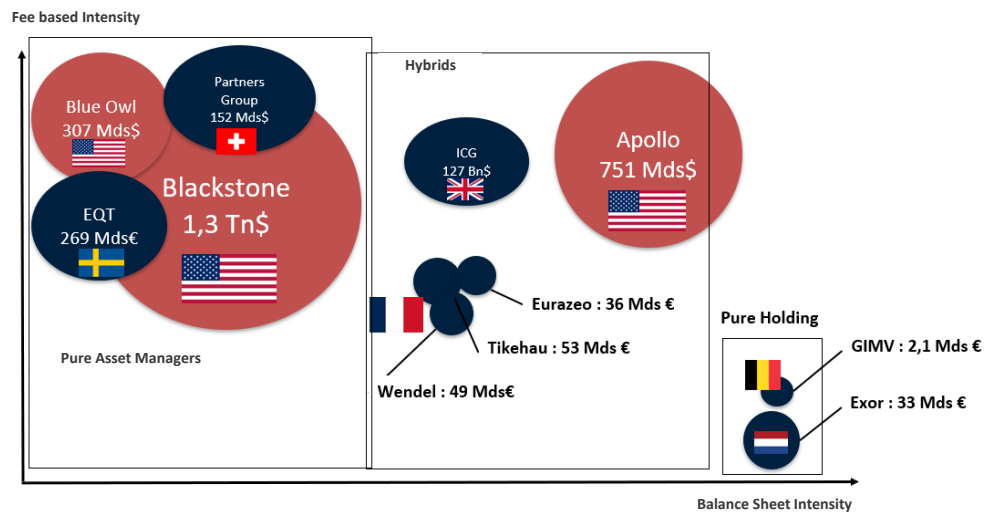 Fee based Intensity
Hybrids
Blue Owl
307 Mds$
Partners
Group
152 Mds$
ICG
127 Bn$
Apollo
751 Mds$
Blackstone
1,3 Tn$
EQT
269 Mds€
Eurazeo : 36 Mds €
Tikehau : 53 Mds €
Wendel : 49 Mds€
Pure Asset Managers
Pure Holding
GIMV : 2,1 Mds €
Exor : 33 Mds €
Balance Sheet Intensity